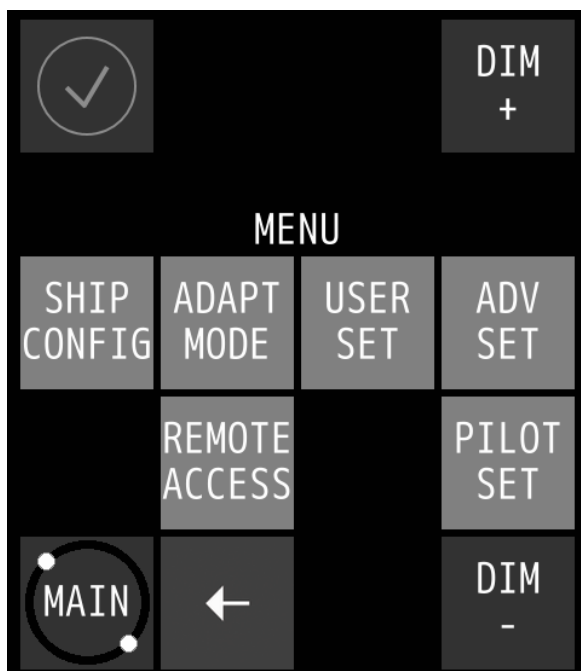 DIM
+
MENU
SHIP
CONFIG
ADAPT
MODE
USER
SET
ADV
SET
REMOTE
ACCESS
PILOT
SET
MAIN
DIM
-